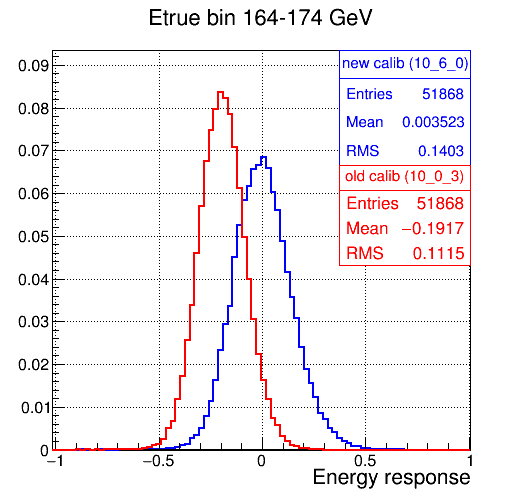 Etrue bin 164-174 GeV
new calib (10_6_0)
Entries 51868
Mean 0.003523
RMS 0.1403
old calib (10_0_3)
Entries 51868
Mean −0.1917
RMS 0.1115
0.09
0.08
0.07
0.06
0.05
0.04
0.03
0.02
0.01
0
−1 −0.5 0 0.5 1
Energy response